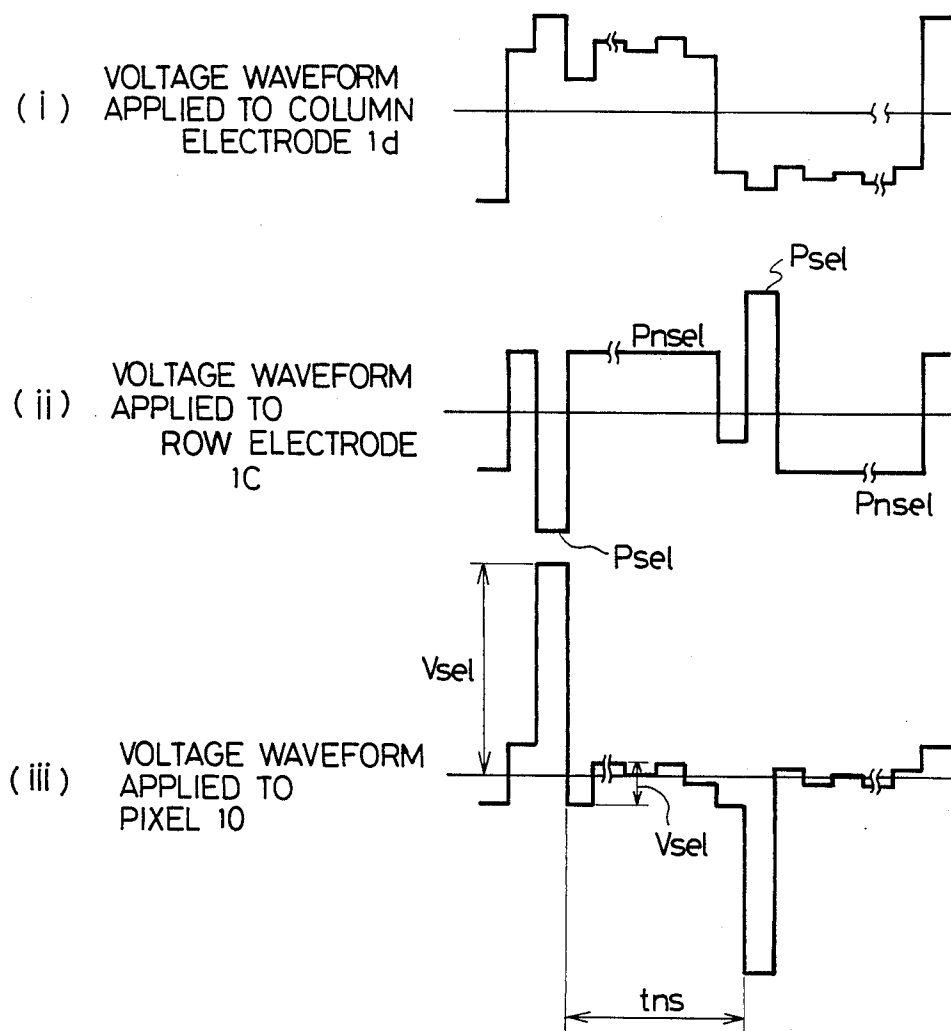 (i) VOLTAGE WAVEFORM
APPLIED TO COLUMN
ELECTRODE 1d
Psel
Pnsel
(ii) VOLTAGE WAVEFORM
APPLIED TO
ROW ELECTRODE
1C
Pnsel
Psel
Vsel
(iii) VOLTAGE WAVEFORM
APPLIED TO
PIXEL 10
Vsel
tns